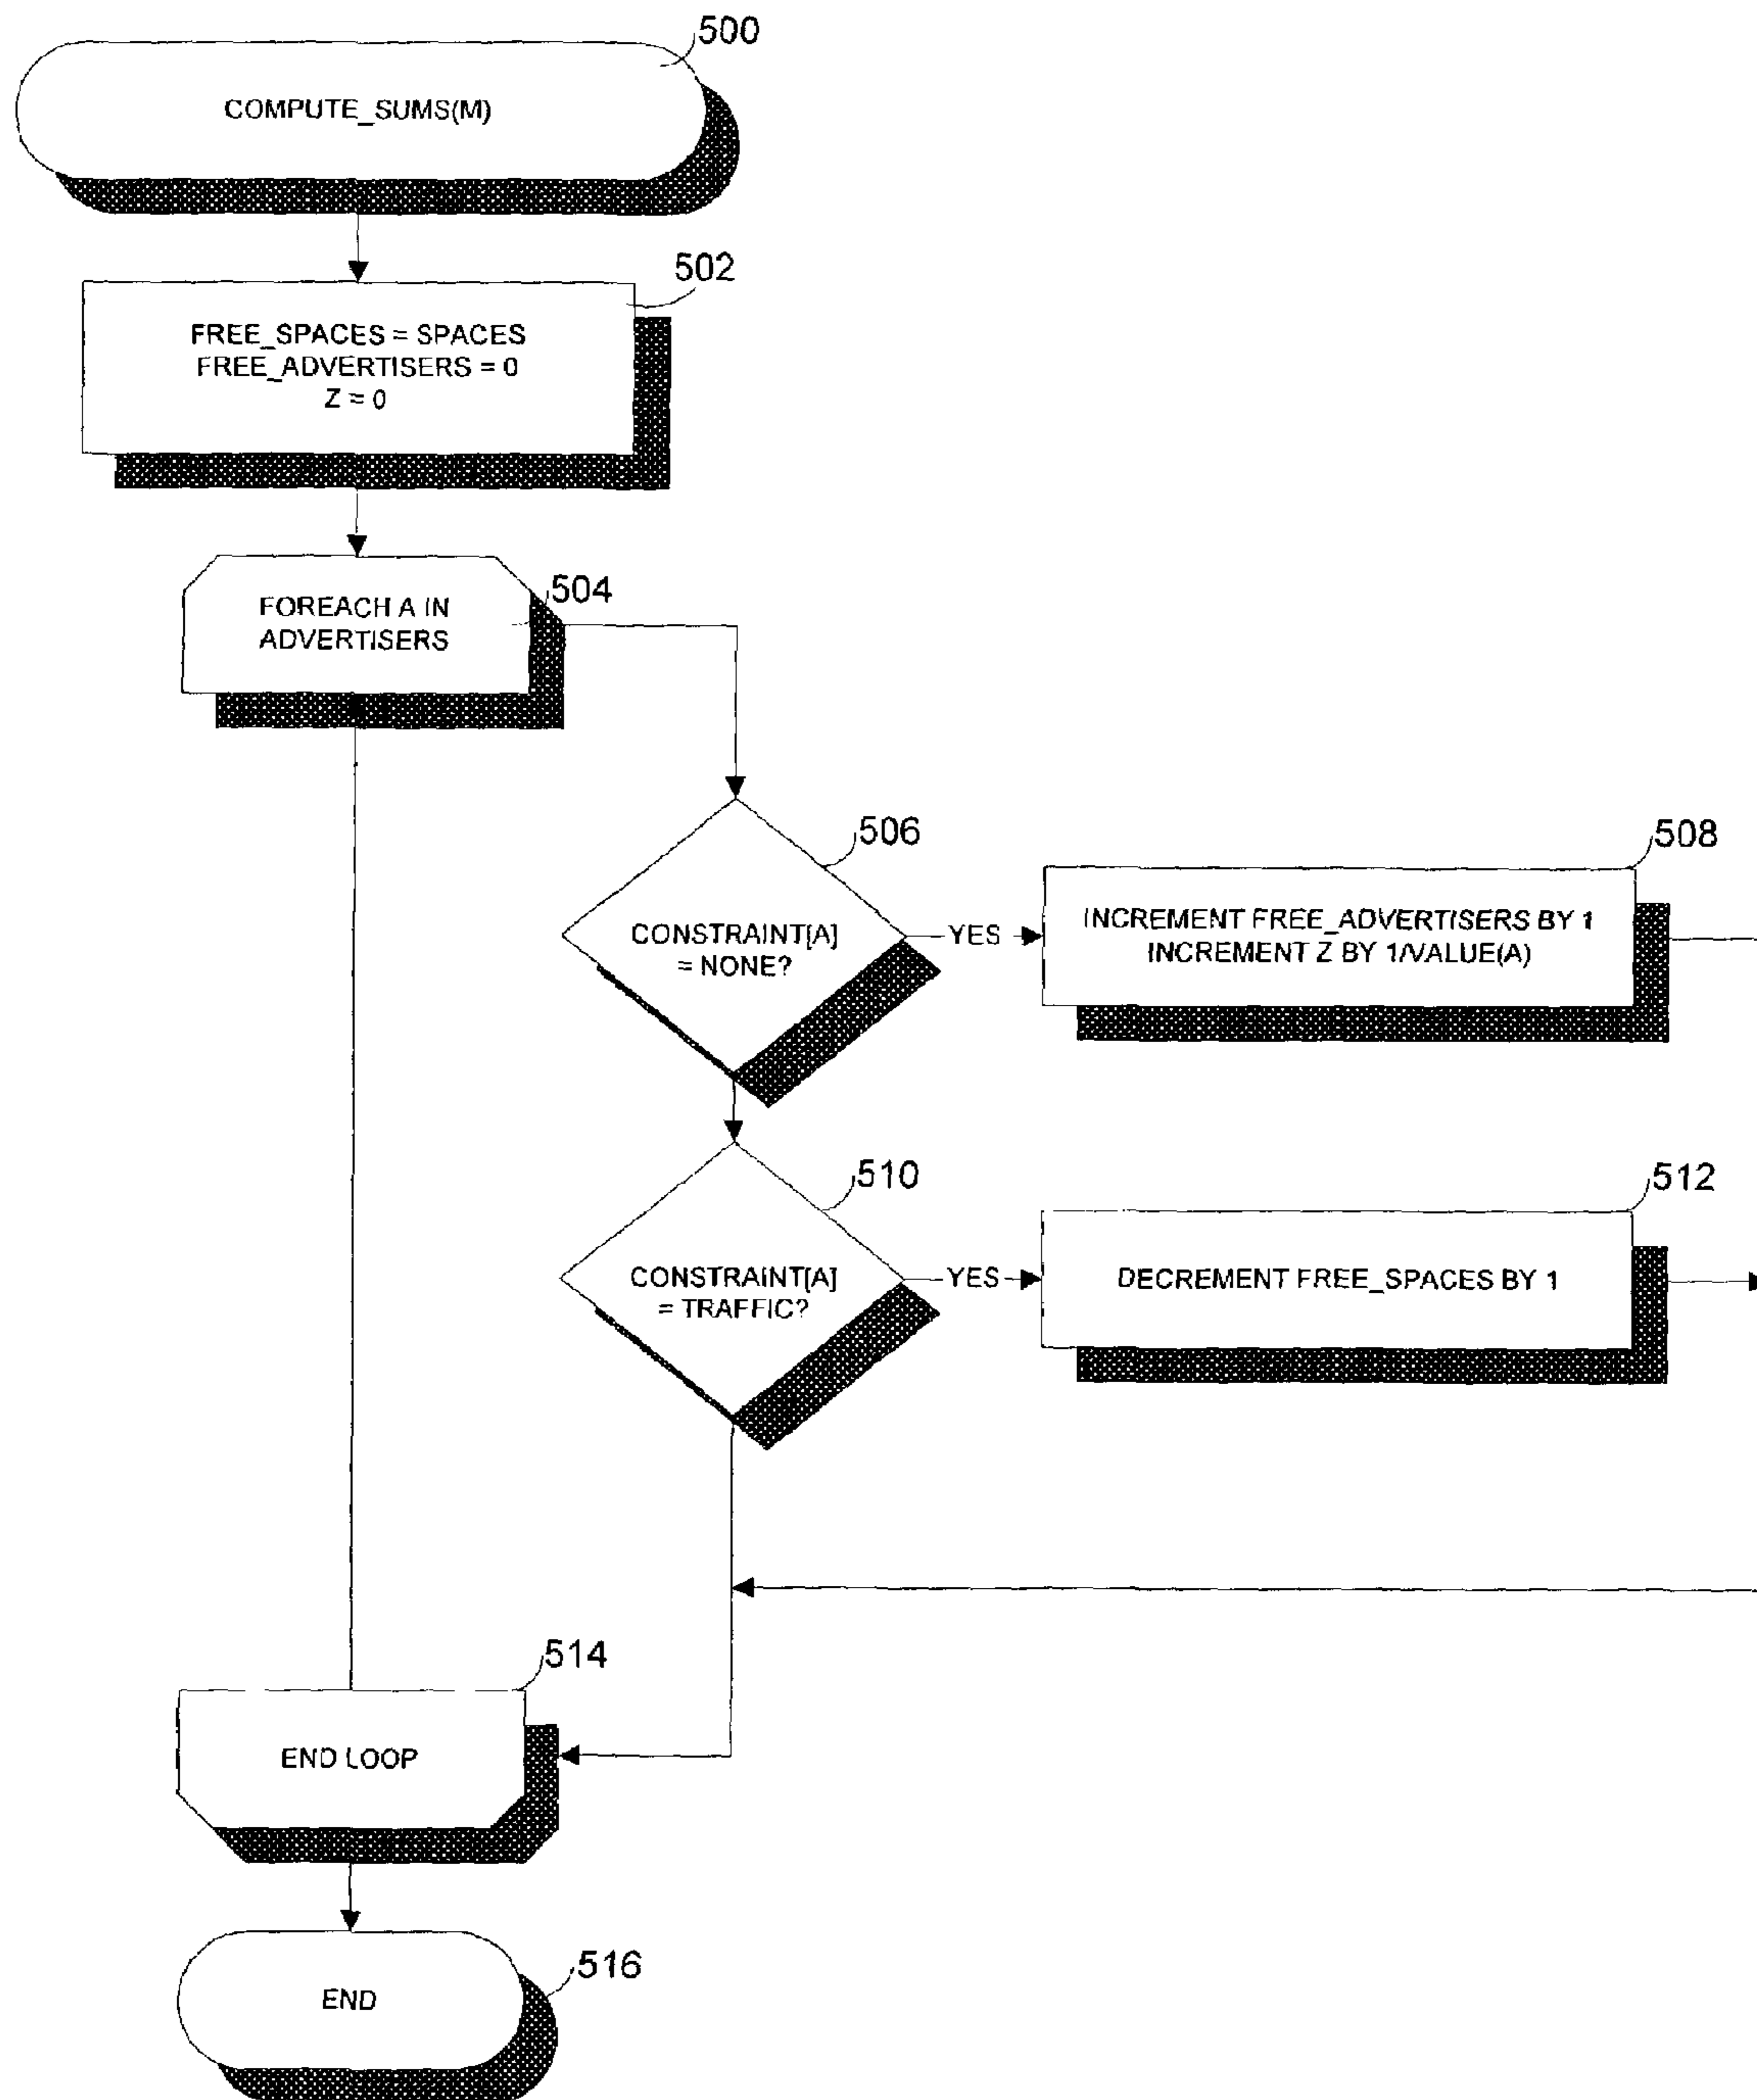 500
COMPUTE_SUMS(M)
502
FREE_SPACES = SPACES
FREE_ADVERTISERS = 0
Z = 0
504
FOREACH A IN
ADVERTISERS
506
CONSTRAINT[A]
= NONE?
YES
508
INCREMENT FREE_ADVERTISERS BY 1
INCREMENT Z BY 1/VALUE(A)
510
CONSTRAINT[A]
= TRAFFIC?
YES
512
DECREMENT FREE_SPACES BY 1
514
END LOOP
516
END